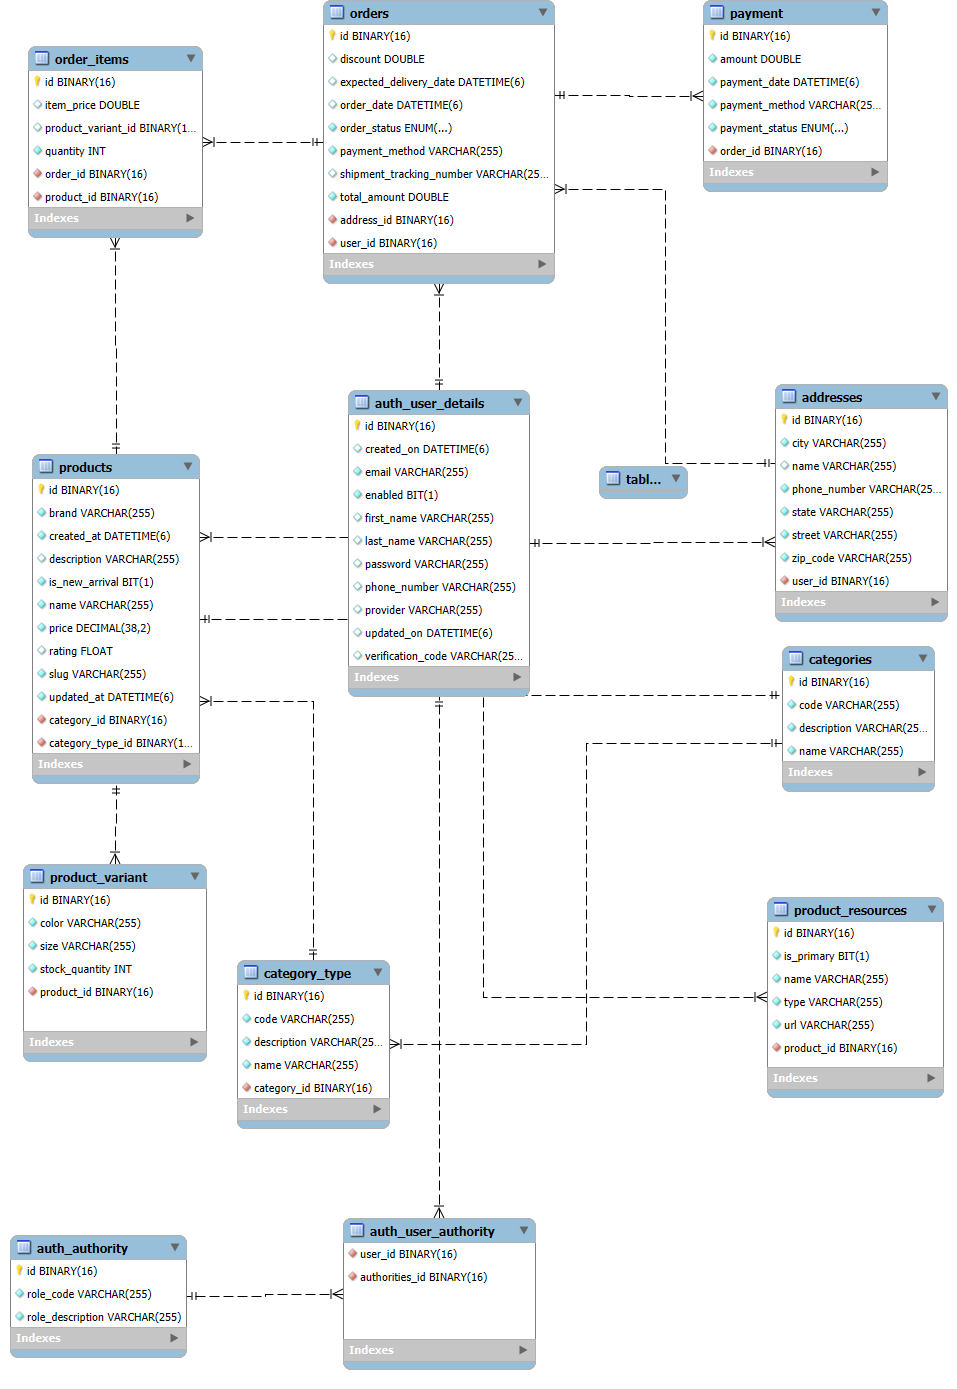 orders
id BINARY(16)
discount DOUBLE
expected_delivery_date DATETIME(6)
order_date DATETIME(6)
order_status ENUM(...)
payment_method VARCHAR(255)
shipment_tracking_number VARCHAR(25...
total_amount DOUBLE
address_id BINARY(16)
user_id BINARY(16)
Indexes
payment
id BINARY(16)
amount DOUBLE
payment_date DATETIME(6)
payment_method VARCHAR(25...
payment_status ENUM(...)
order_id BINARY(16)
Indexes
order_items
id BINARY(16)
item_price DOUBLE
product_variant_id BINARY(1...
quantity INT
order_id BINARY(16)
product_id BINARY(16)
Indexes
auth_user_details
id BINARY(16)
created_on DATETIME(6)
email VARCHAR(255)
enabled BIT(1)
first_name VARCHAR(255)
last_name VARCHAR(255)
password VARCHAR(255)
phone_number VARCHAR(255)
provider VARCHAR(255)
updated_on DATETIME(6)
verification_code VARCHAR(25...
Indexes
tabl...
addresses
id BINARY(16)
city VARCHAR(255)
name VARCHAR(255)
phone_number VARCHAR(25...
state VARCHAR(255)
street VARCHAR(255)
zip_code VARCHAR(255)
user_id BINARY(16)
Indexes
products
id BINARY(16)
brand VARCHAR(255)
created_at DATETIME(6)
description VARCHAR(255)
is_new_arrival BIT(1)
name VARCHAR(255)
price DECIMAL(38,2)
rating FLOAT
slug VARCHAR(255)
updated_at DATETIME(6)
category_id BINARY(16)
category_type_id BINARY(1...
Indexes
categories
id BINARY(16)
code VARCHAR(255)
description VARCHAR(25...
name VARCHAR(255)
Indexes
product_variant
id BINARY(16)
color VARCHAR(255)
size VARCHAR(255)
stock_quantity INT
product_id BINARY(16)
Indexes
category_type
id BINARY(16)
code VARCHAR(255)
description VARCHAR(25...
name VARCHAR(255)
category_id BINARY(16)
Indexes
product_resources
id BINARY(16)
is_primary BIT(1)
name VARCHAR(255)
type VARCHAR(255)
url VARCHAR(255)
product_id BINARY(16)
Indexes
auth_authority
id BINARY(16)
role_code VARCHAR(255)
role_description VARCHAR(255)
Indexes
auth_user_authority
user_id BINARY(16)
authorities_id BINARY(16)
Indexes